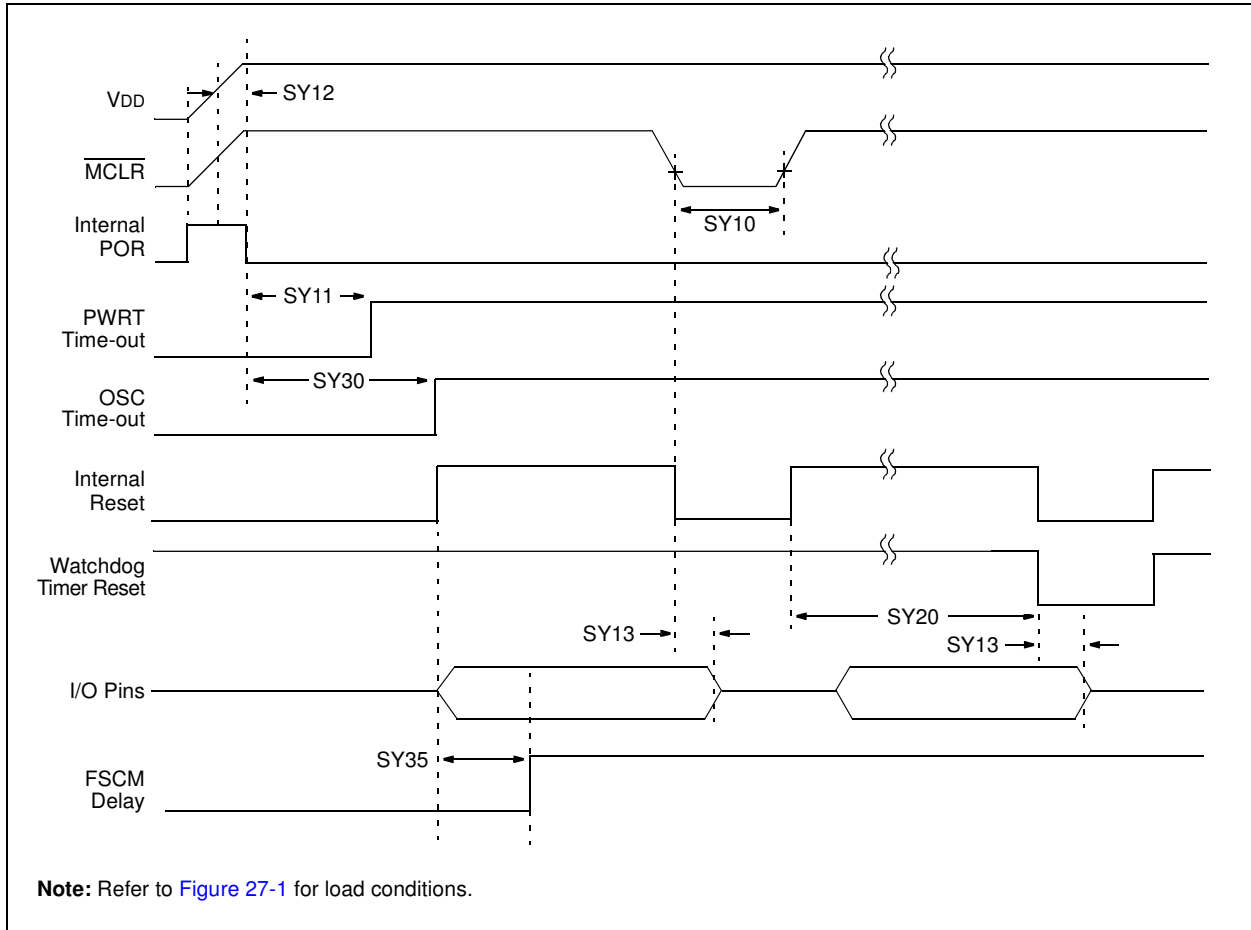 VDD
SY12
MCLR
SY10
Internal
POR
SY11
PWRT
Time-out
SY30
OSC
Time-out
Internal
Reset
Watchdog
Timer Reset
SY20
SY13
SY13
I/O Pins
SY35
FSCM
Delay
Note: Refer to Figure 27-1 for load conditions.